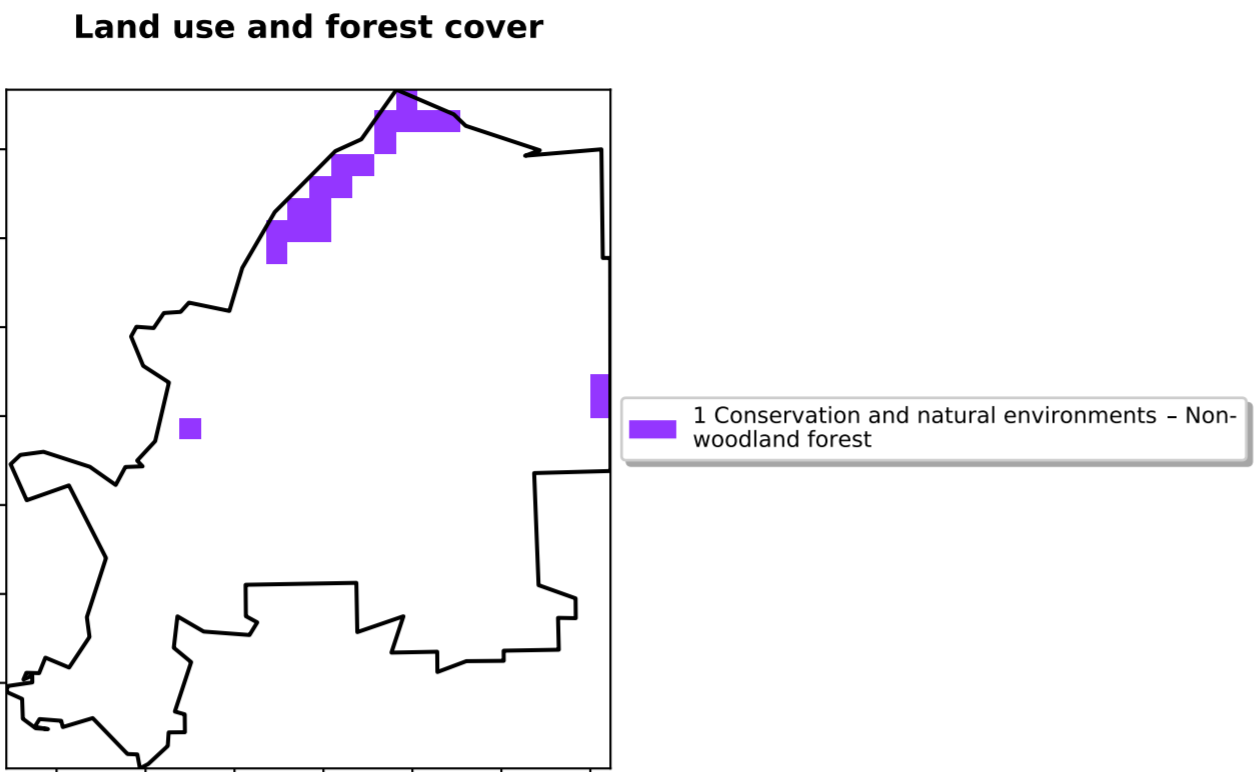 Land use and forest cover
1 Conservation and natural environments – Non-
woodland forest